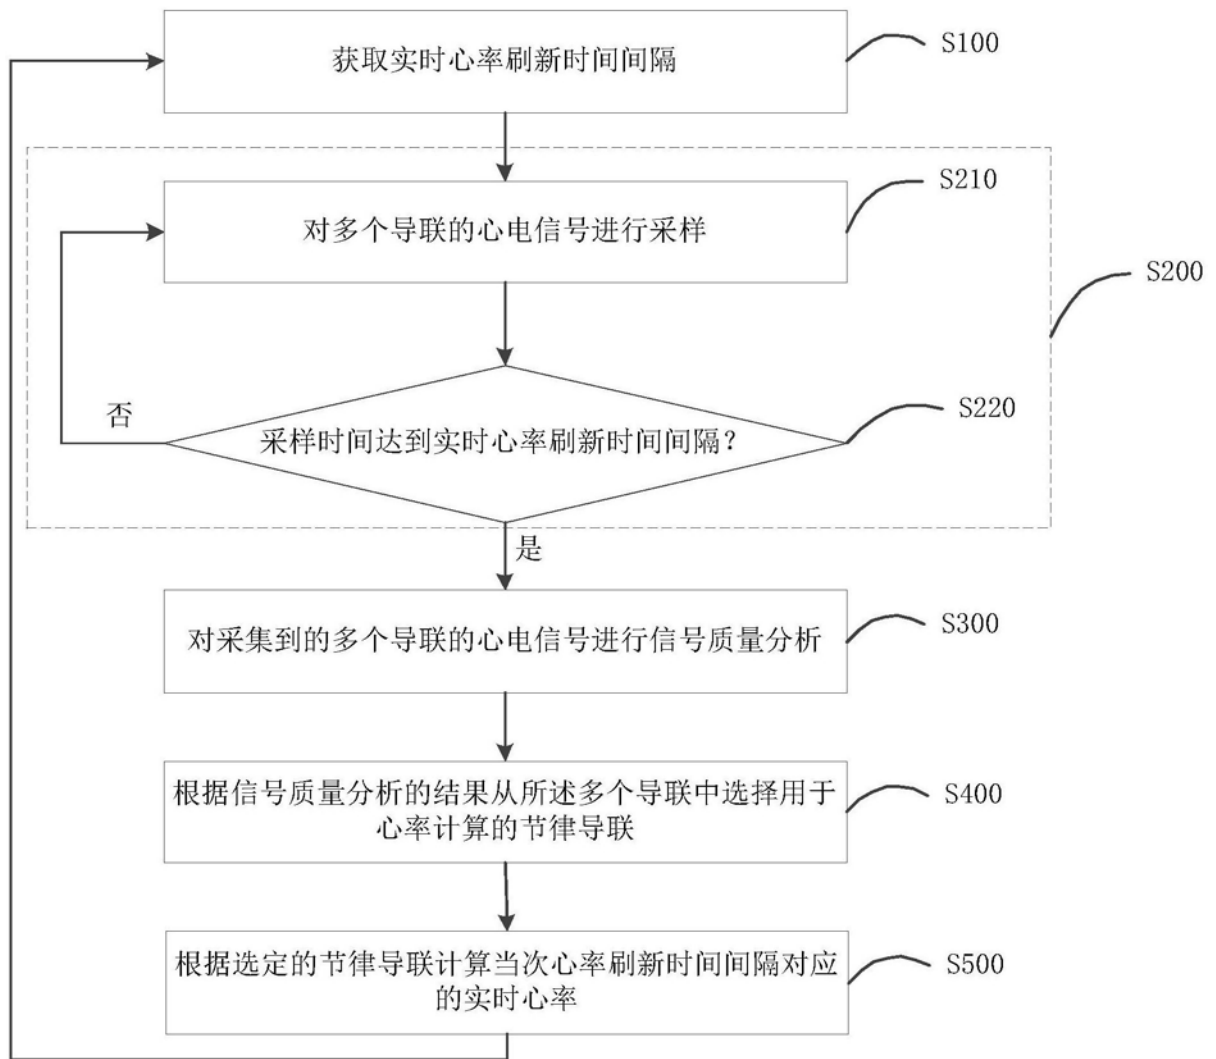 获取实时心率刷新时间间隔
S100
对多个导联的心电信号进行采样
S210
S200
否
采样时间达到实时心率刷新时间间隔?
S220
是
对采集到的多个导联的心电信号进行信号质量分析
S300
根据信号质量分析的结果从所述多个导联中选择用于
心率计算的节律导联
S400
根据选定的节律导联计算当次心率刷新时间间隔对应
的实时心率
S500